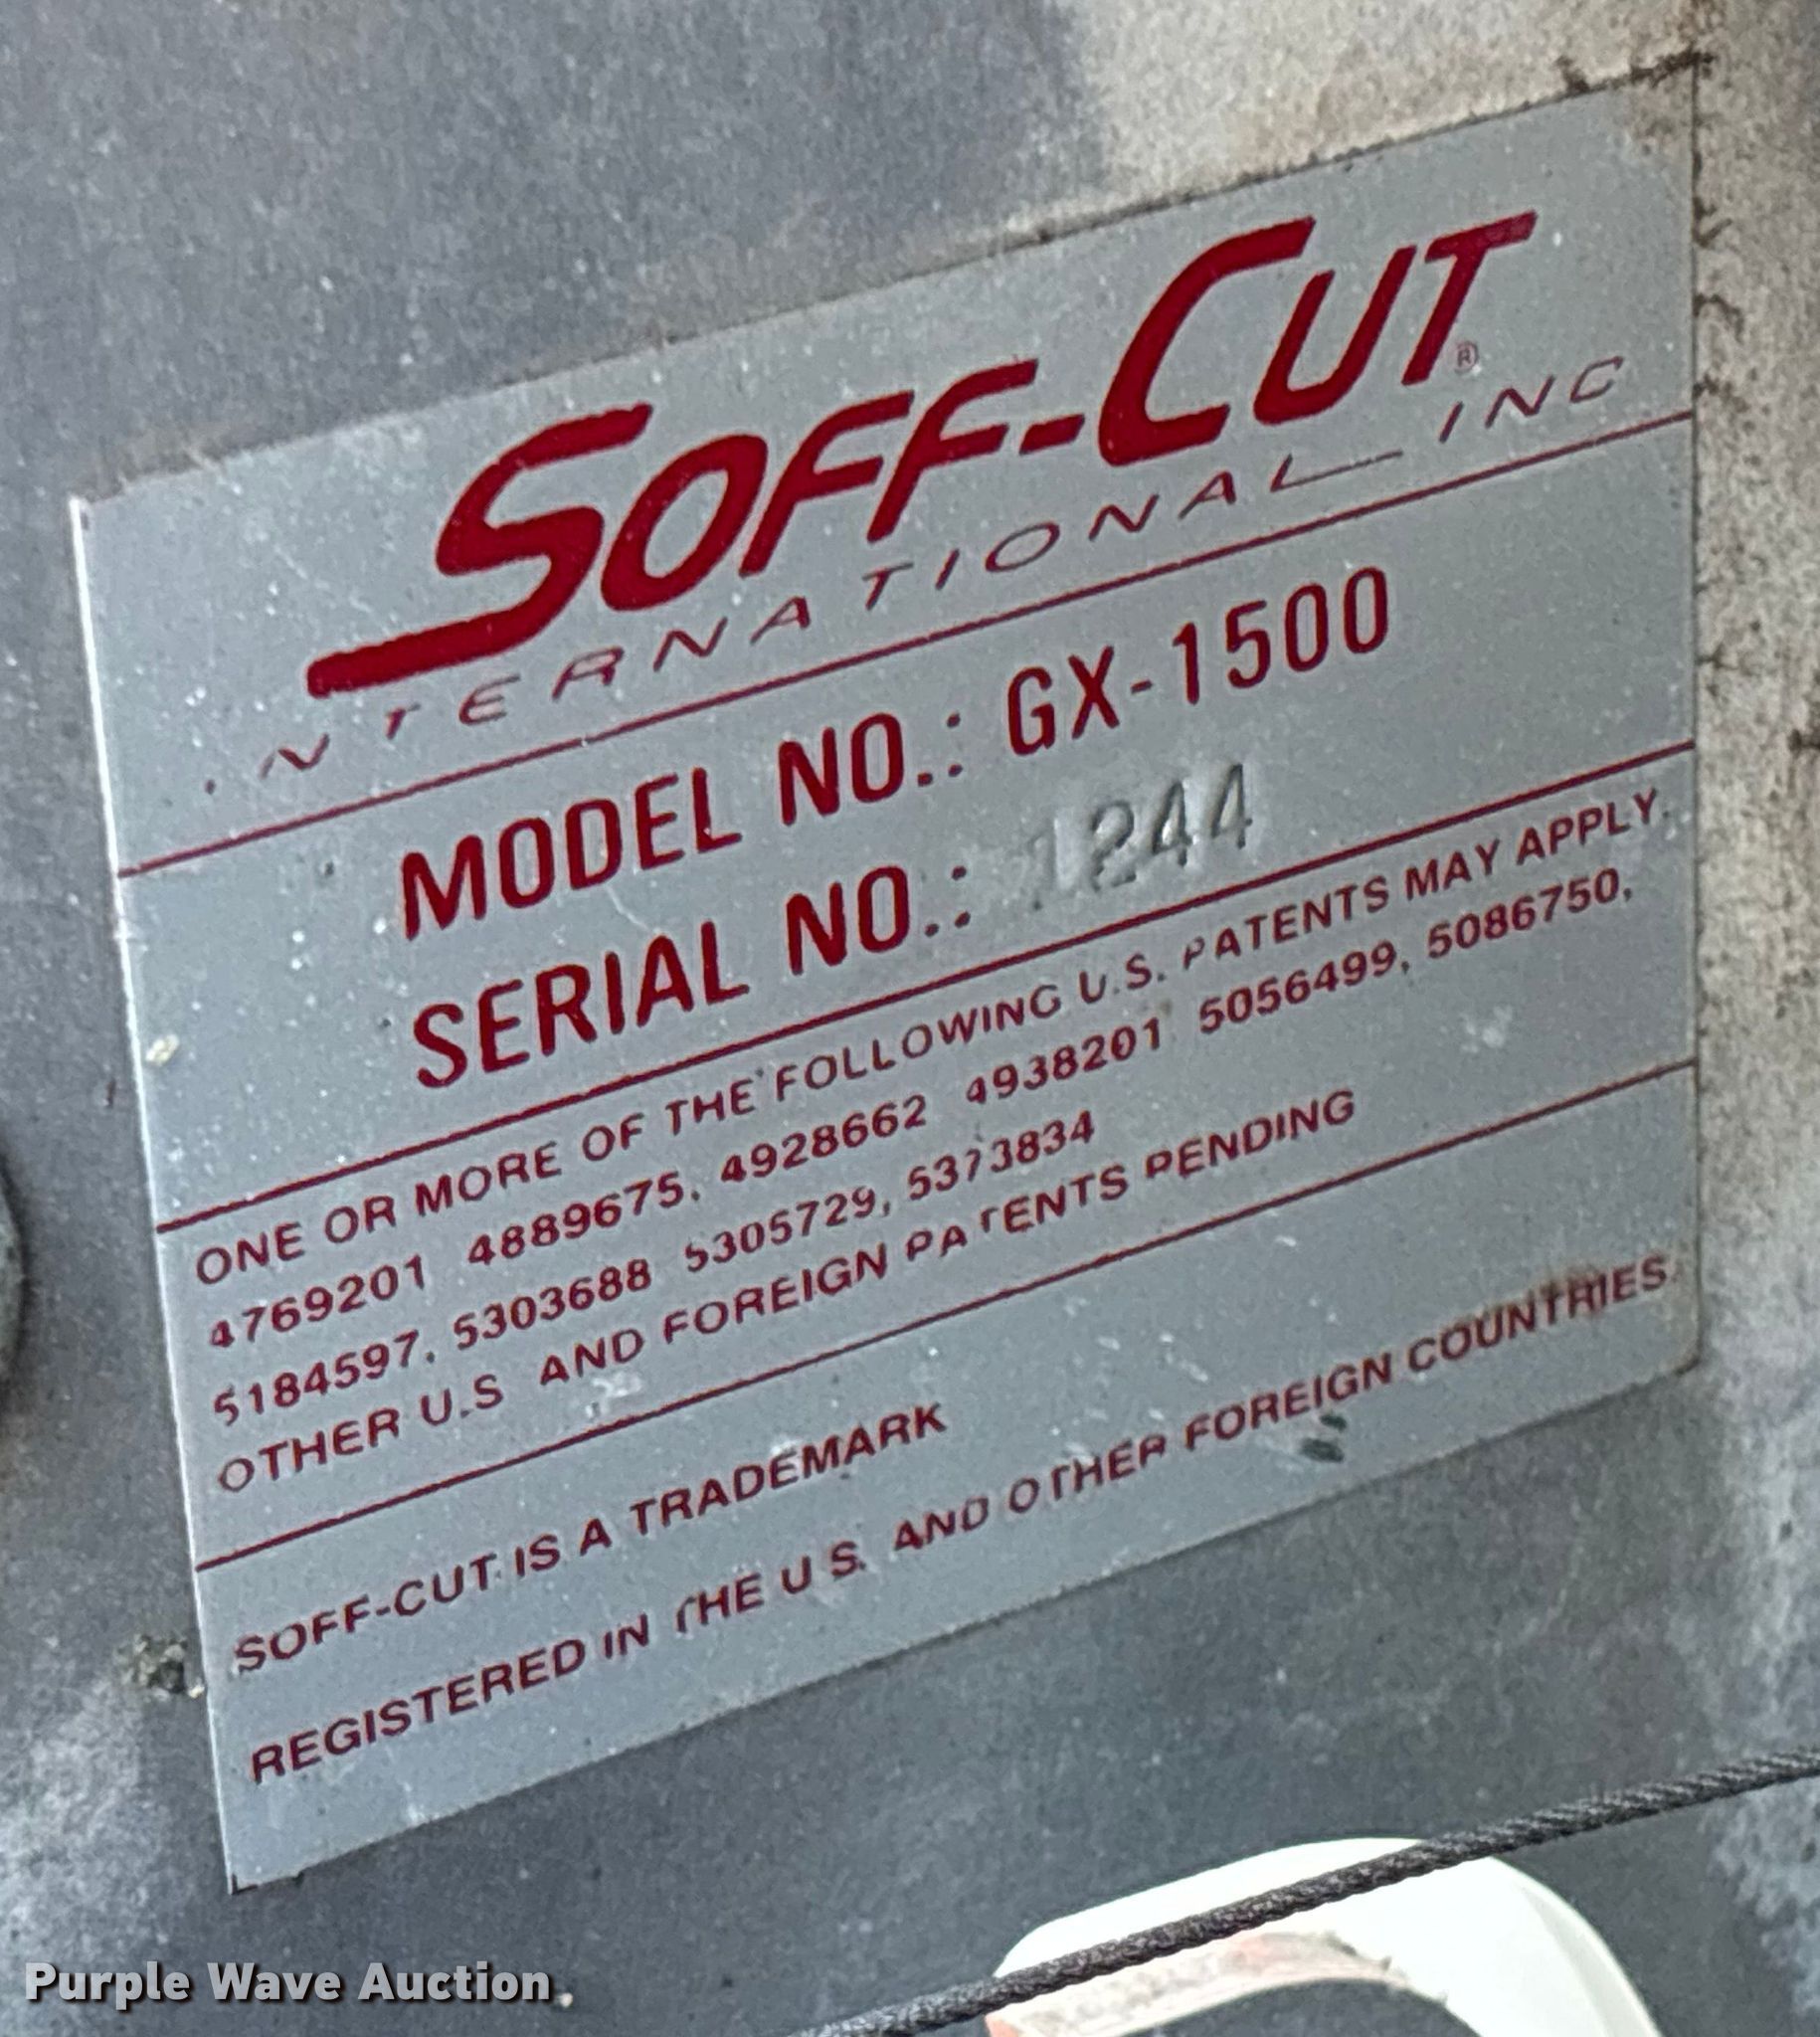 SOFF-CUT®
INTERNATIONAL INC
MODEL NO.: GX-1500
SERIAL NO.: 1244
ONE OR MORE OF THE FOLLOWING U.S. PATENTS MAY APPLY.
4769201 4889675, 4928662 4938201 5056499, 5086750,
5184597, 5303688 5305729, 5373834
OTHER U.S AND FOREIGN PATENTS PENDING
SOFF-CUT IS A TRADEMARK
REGISTERED IN THE U S. AND OTHER FOREIGN COUNTRIES.
Purple Wave Auction